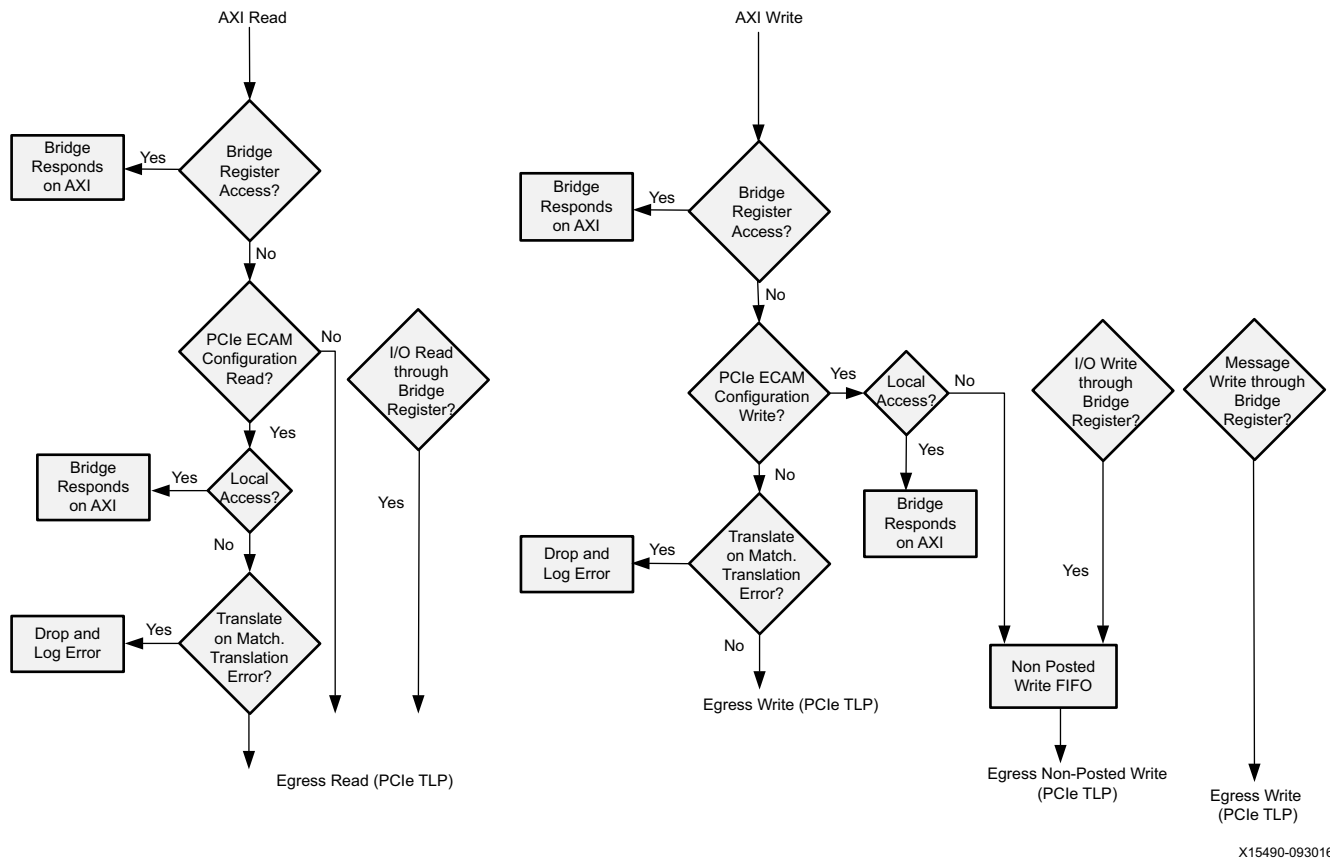 AXI Read
Bridge
Responds
on AXI
Yes
Bridge
Register
Access?
No
PCIe ECAM
Configuration
Read?
No
Yes
I/O Read
through
Bridge
Register?
Yes
Bridge
Responds
on AXI
Yes
Local
Access?
No
Drop and
Log Error
Yes
Translate
on Match.
Translation
Error?
Egress Read (PCIe TLP)
AXI Write
Bridge
Responds
on AXI
Yes
Bridge
Register
Access?
No
PCIe ECAM
Configuration
Write?
Yes
Local
Access?
No
Yes
Bridge
Responds
on AXI
No
Drop and
Log Error
Yes
Translate
on Match.
Translation
Error?
No
Egress Write (PCIe TLP)
I/O Write
through
Bridge
Register?
Yes
Non Posted
Write FIFO
Egress Non-Posted Write
(PCIe TLP)
Message
Write through
Bridge
Register?
Egress Write
(PCIe TLP)
X15490-093016